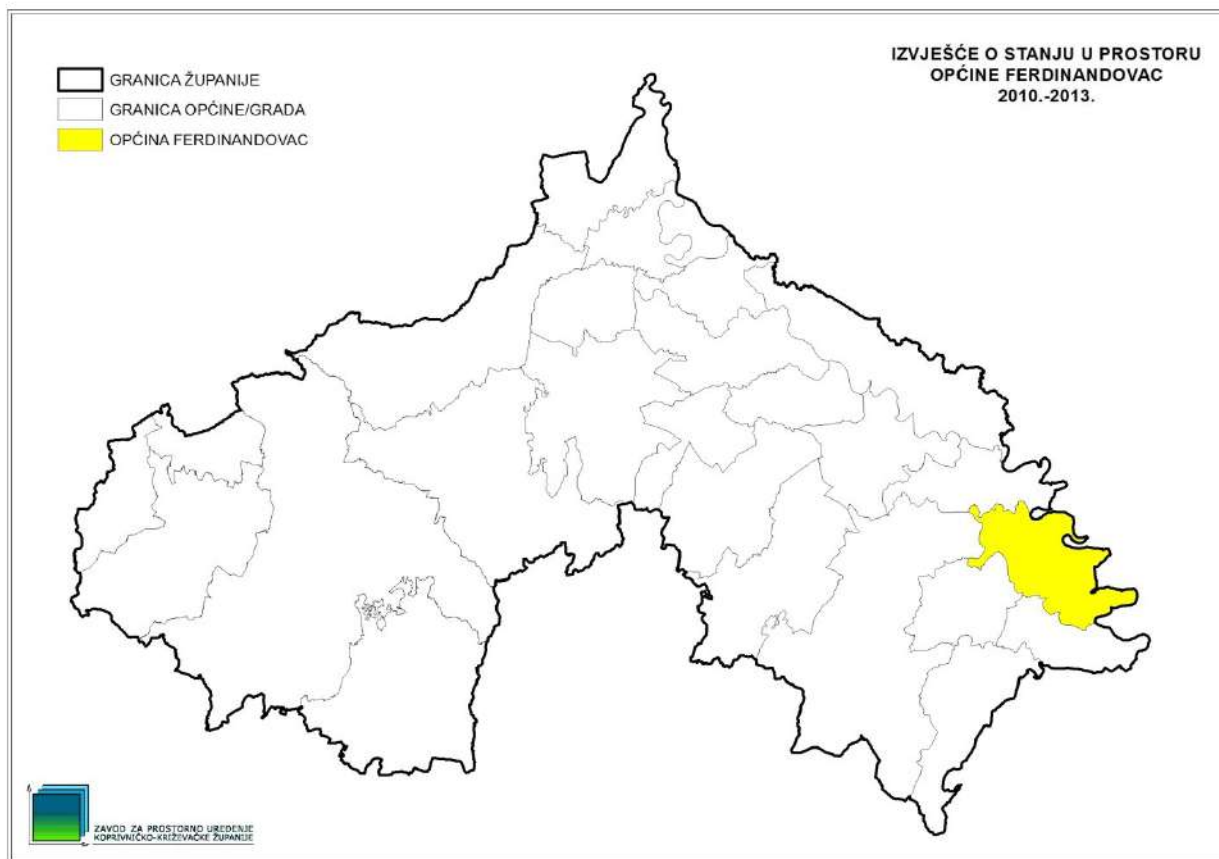 IZVJEŠĆE O STANJU U PROSTORU
OPĆINE FERDINANDOVAC
2010.-2013.
GRANICA ŽUPANIJE
GRANICA OPĆINE/GRADA
OPĆINA FERDINANDOVAC
ZAVOD ZA PROSTORNO UREĐENJE
KOPRIVNIČKO-KRIŽEVAČKE ŽUPANIJE